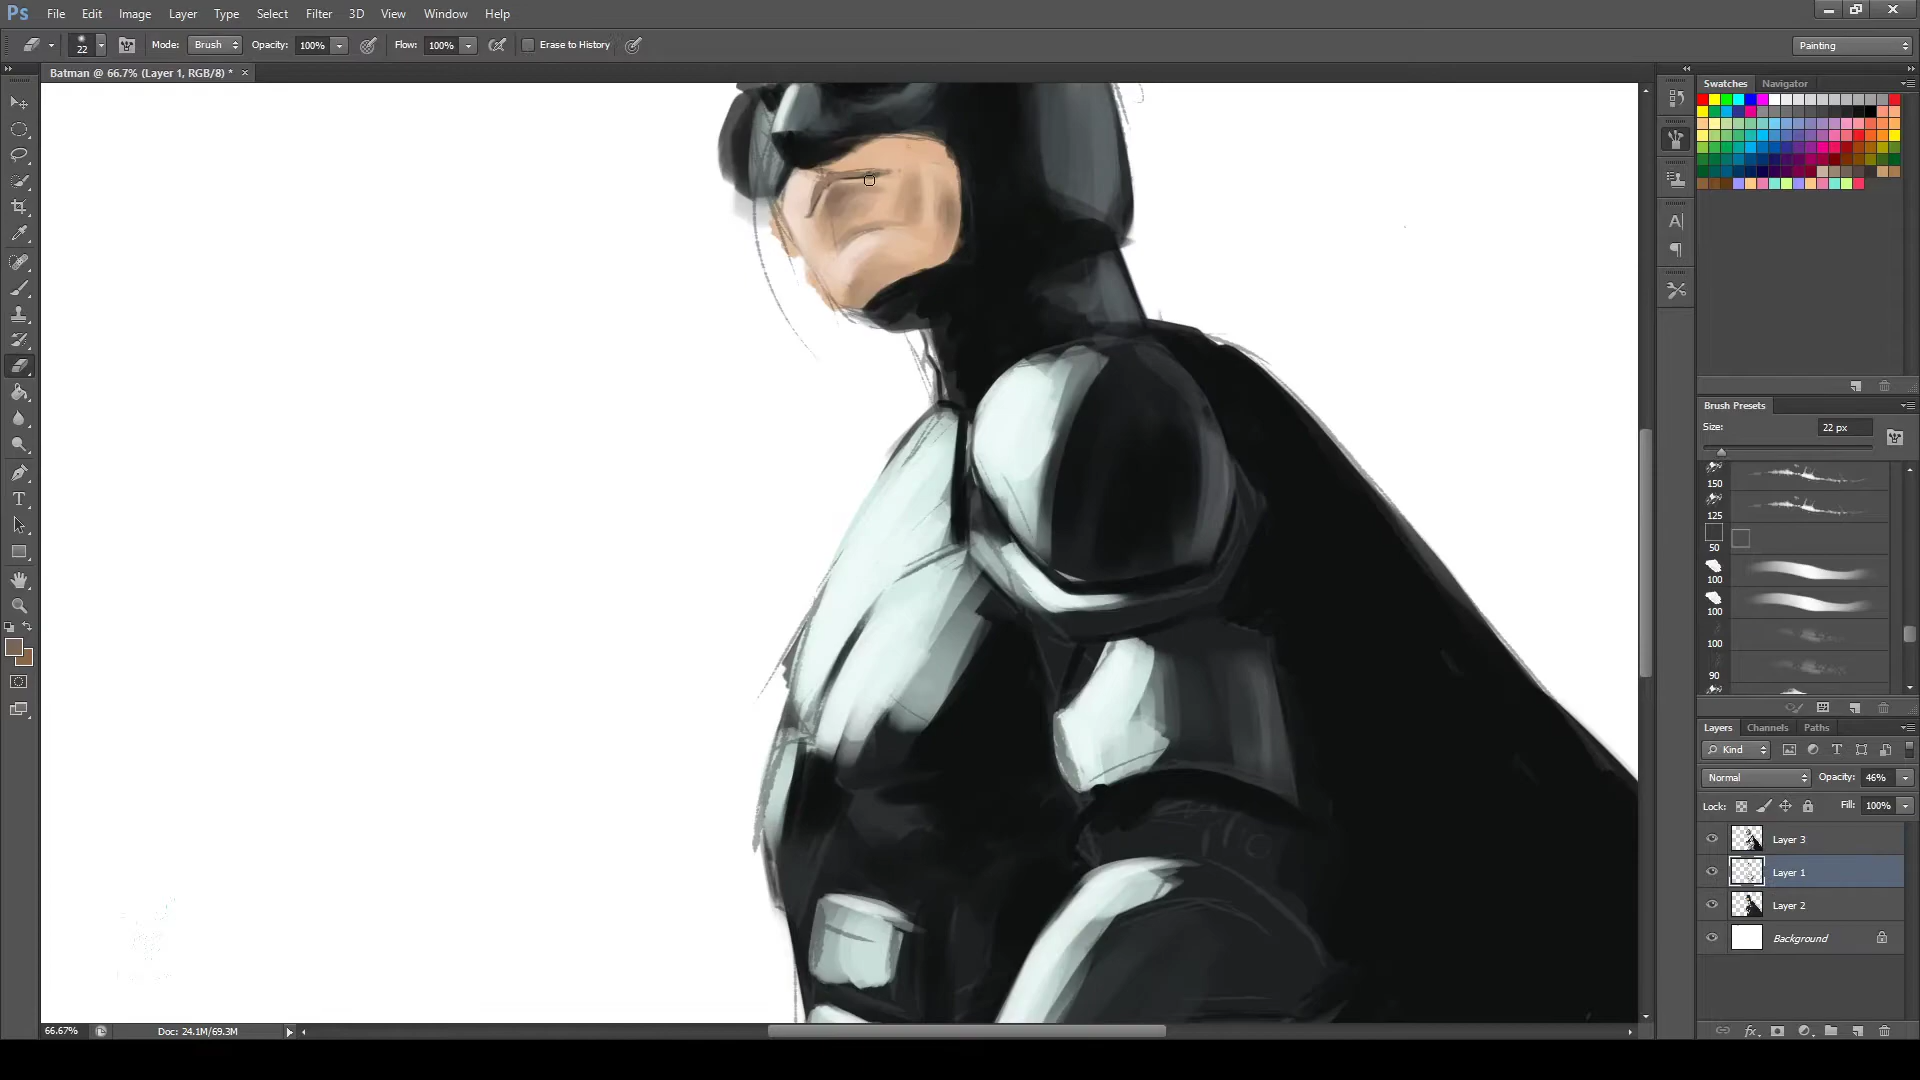 Ps File Edit Image Layer Type Select Filter 3D View Window Help
22 Mode: Brush Opacity: 100% Flow: 100% Erase to History Painting
Batman @ 66.7% (Layer 1, RGB/8) * ×
Swatches Navigator
Brush Presets
Size: 22 px
150
125
50
100
100
100
90
Layers Channels Paths
Kind
Normal Opacity: 46%
Lock: Fill: 100%
Layer 3
Layer 1
Layer 2
Background
66.67% Doc: 24.1M/69.3M